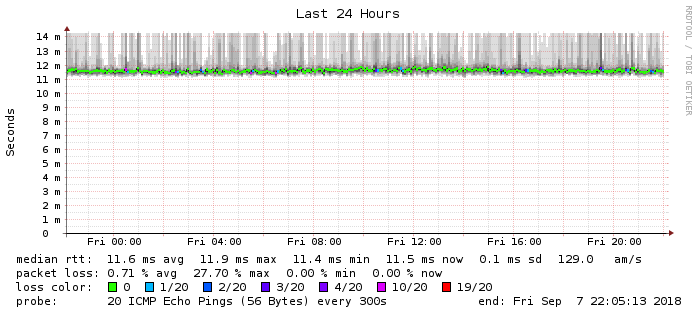 Last 24 Hours
RRDTOOL / TOBI OETIKER
Seconds
14 m
13 m
12 m
11 m
10 m
9 m
8 m
7 m
6 m
5 m
4 m
3 m
2 m
1 m
0
Fri 00:00 Fri 04:00 Fri 08:00 Fri 12:00 Fri 16:00 Fri 20:00
median rtt: 11.6 ms avg 11.9 ms max 11.4 ms min 11.5 ms now 0.1 ms sd 129.0 am/s
packet loss: 0.71 % avg 27.70 % max 0.00 % min 0.00 % now
loss color: 0 1/20 2/20 3/20 4/20 10/20 19/20
probe: 20 ICMP Echo Pings (56 Bytes) every 300s end: Fri Sep 7 22:05:13 2018